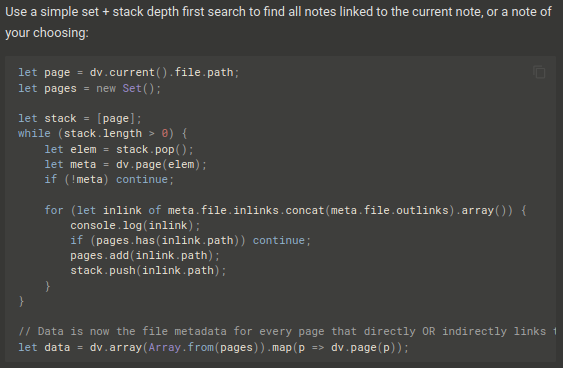 Use a simple set + stack depth first search to find all notes linked to the current note, or a note of
your choosing:
let page = dv.current().file.path;
let pages = new Set();
let stack = [page];
while (stack.length > 0) {
    let elem = stack.pop();
    let meta = dv.page(elem);
    if (!meta) continue;
    for (let inlink of meta.file.inlinks.concat(meta.file.outlinks).array()) {
        console.log(inlink);
        if (pages.has(inlink.path)) continue;
        pages.add(inlink.path);
        stack.push(inlink.path);
    }
}
// Data is now the file metadata for every page that directly OR indirectly links
let data = dv.array(Array.from(pages)).map(p => dv.page(p));